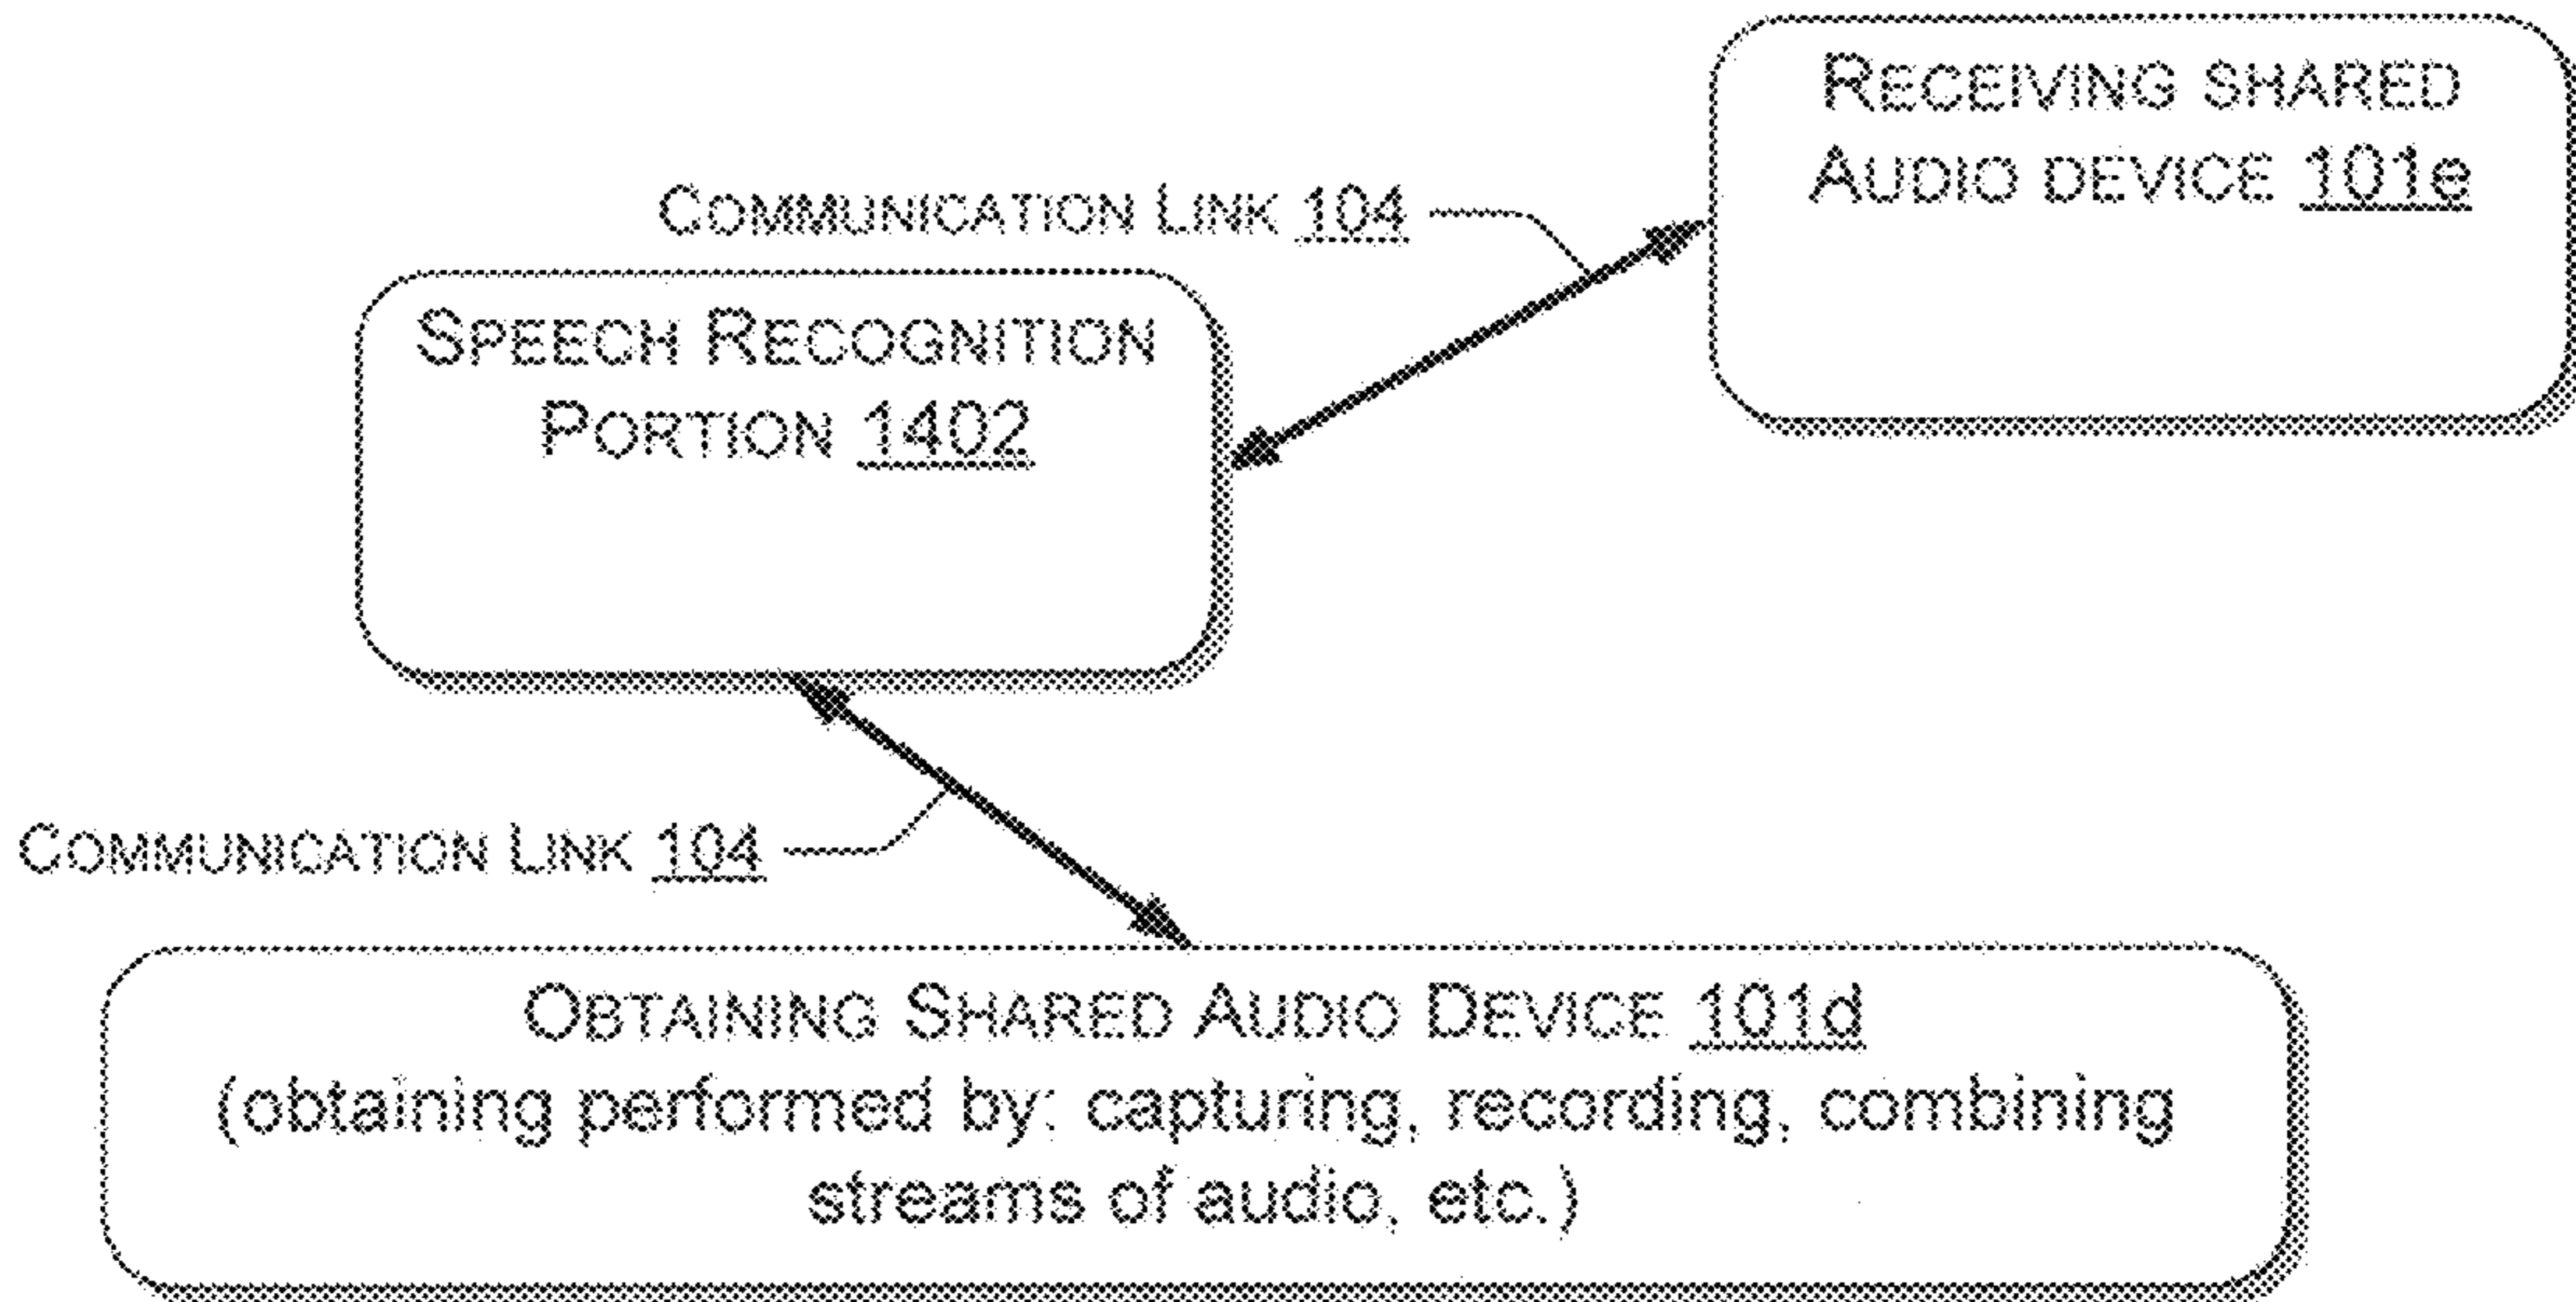 RECEIVING SHARED
AUDIO DEVICE 101e
COMMUNICATION LINK 104
SPEECH RECOGNITION
PORTION 1402
COMMUNICATION LINK 104
OBTAINING SHARED AUDIO DEVICE 101d
(obtaining performed by: capturing, recording, combining
streams of audio, etc.)